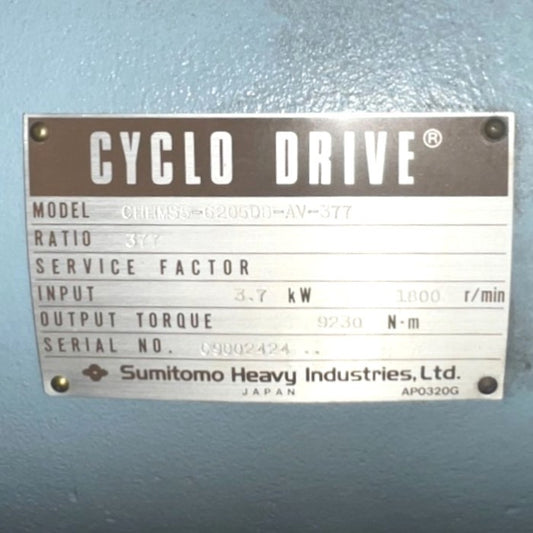 CYCLO DRIVE®
MODEL CHHMS5-6205DB-AV-377
RATIO 377
SERVICE FACTOR
INPUT 3.7 kW 1800 r/min
OUTPUT TORQUE 9230 N·m
SERIAL NO.
Sumitomo Heavy Industries, Ltd.
JAPAN
AP0320G